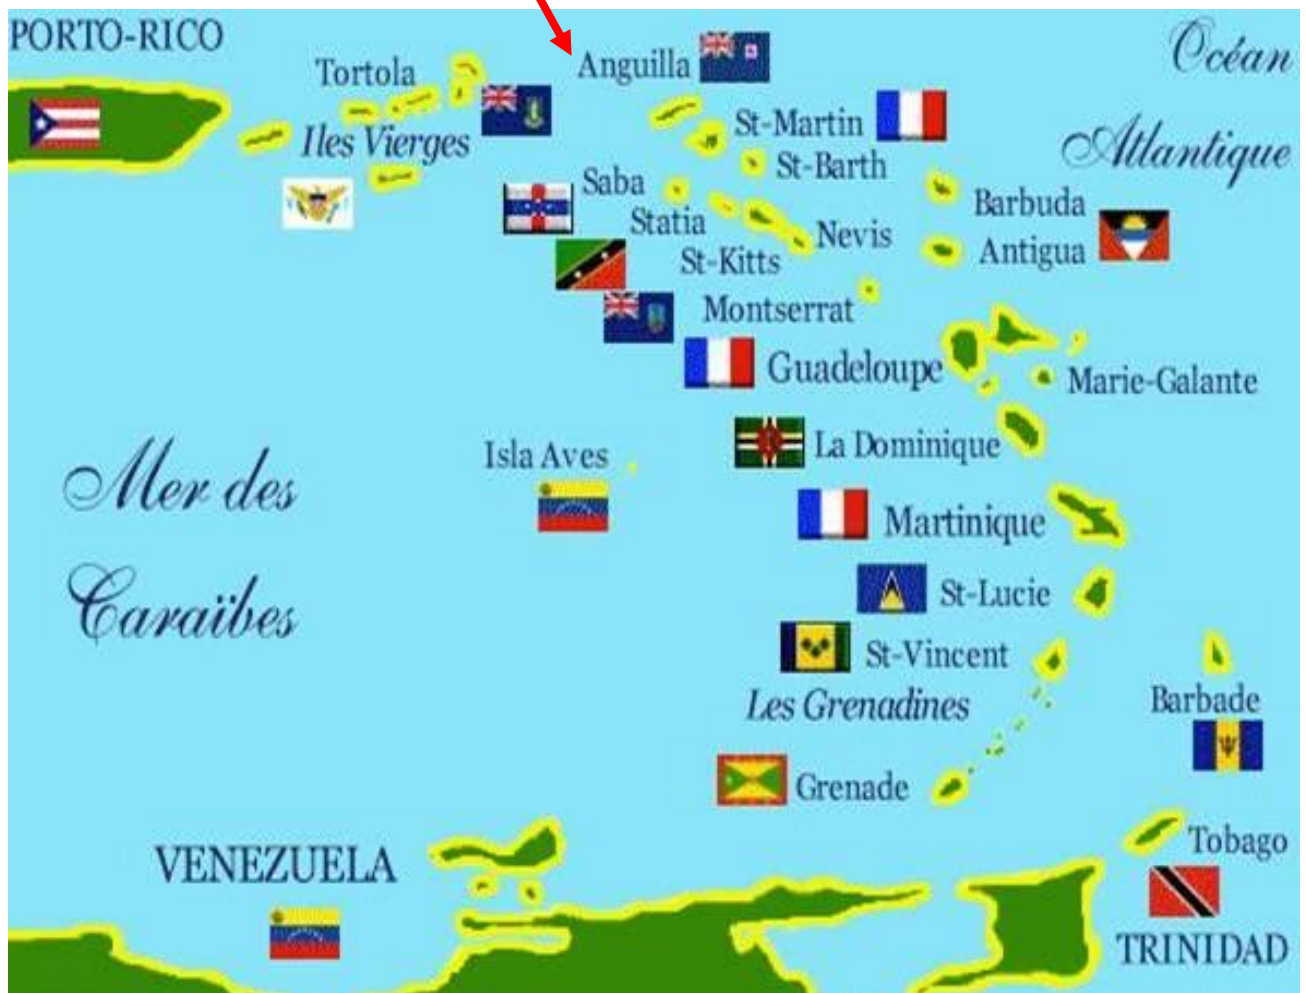 PORTO-RICO
Tortola
Iles Vierges
Anguilla
Océan
Atlantique
St-Martin
St-Barth
Saba
Statia
St-Kitts
Nevis
Barbuda
Antigua
Montserrat
Guadeloupe
Marie-Galante
Isla Aves
La Dominique
Mer des
Caraïbes
Martinique
St-Lucie
St-Vincent
Les Grenadines
Barbade
Grenade
VENEZUELA
Tobago
TRINIDAD